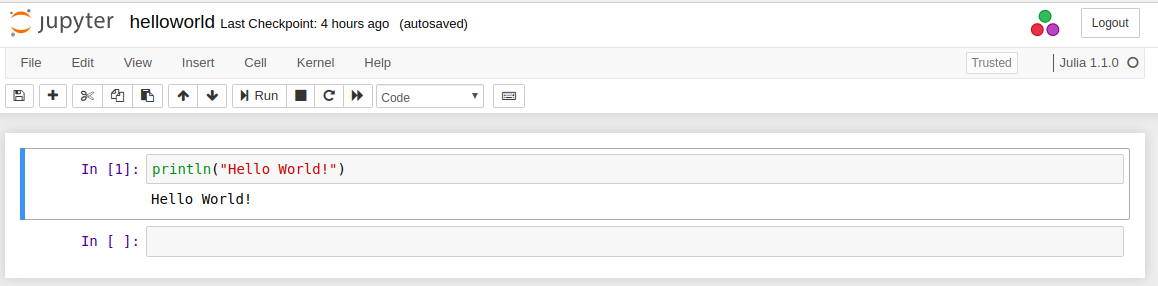 jupyter helloworld Last Checkpoint: 4 hours ago (autosaved) Logout
File Edit View Insert Cell Kernel Help Trusted Julia 1.1.0
Run Code
In [1]: println("Hello World!")
Hello World!
In [ ]: